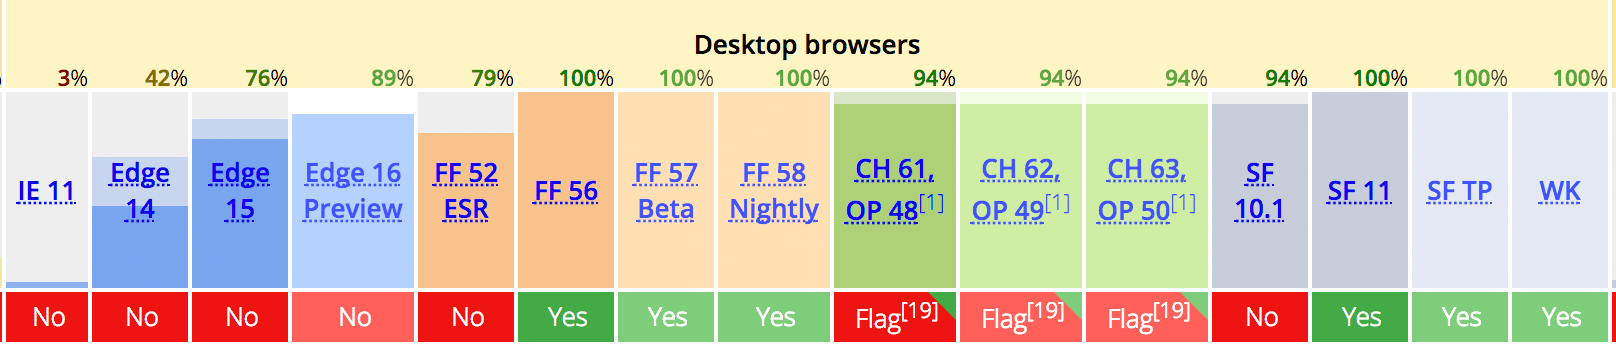 Desktop browsers
3% 42% 76% 89% 79% 100% 100% 100% 94% 94% 94% 94% 100% 100% 100%
IE 11
Edge 14
Edge 15
Edge 16 Preview
FF 52 ESR
FF 56
FF 57 Beta
FF 58 Nightly
CH 61, OP 48[1]
CH 62, OP 49[1]
CH 63, OP 50[1]
SF 10.1
SF 11
SF TP
WK
No No No No No Yes Yes Yes Flag[19] Flag[19] Flag[19] No Yes Yes Yes